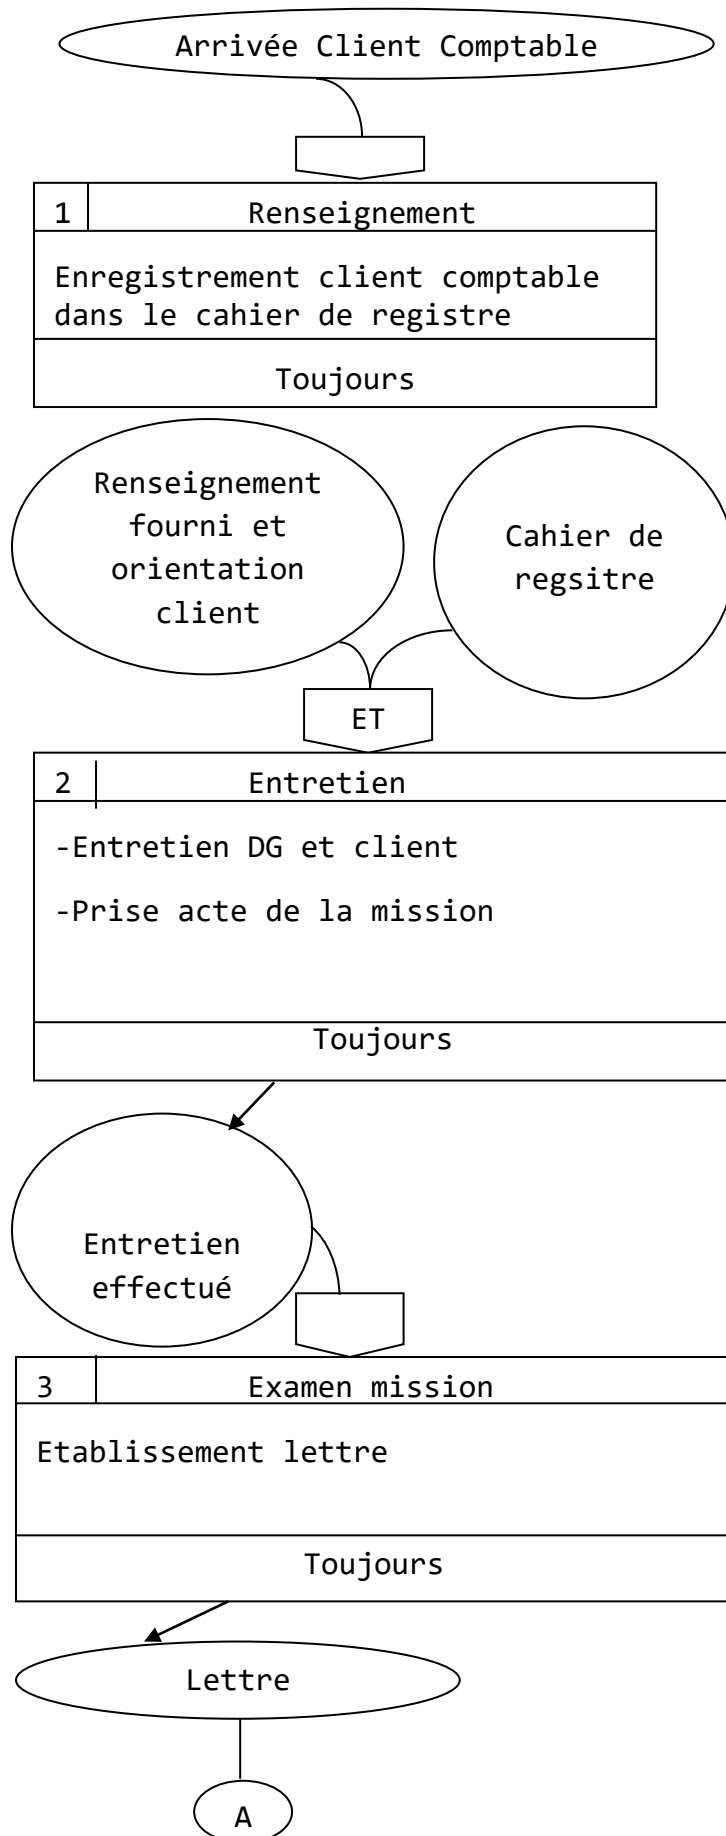 Arrivée Client Comptable
1 Renseignement
Enregistrement client comptable
dans le cahier de registre
Toujours
Renseignement
fourni et
orientation
client
Cahier de
regsitre
ET
2 Entretien
-Entretien DG et client
-Prise acte de la mission
Toujours
Entretien
effectué
3 Examen mission
Etablissement lettre
Toujours
Lettre
A